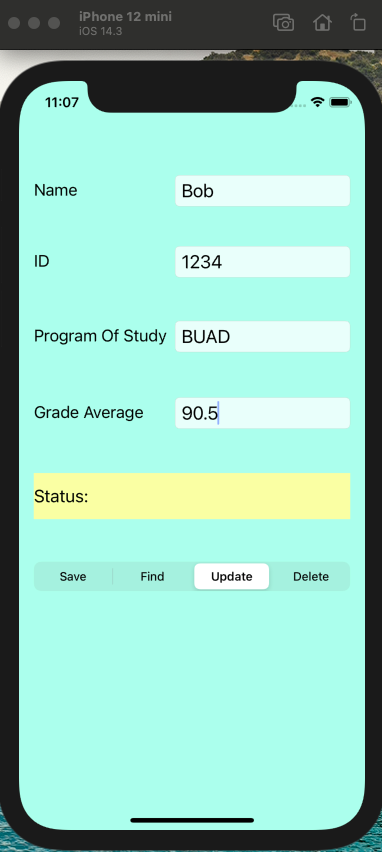 iPhone 12 mini
iOS 14.3
11:07
Name Bob
ID 1234
Program Of Study BUAD
Grade Average 90.5
Status:
Save Find Update Delete